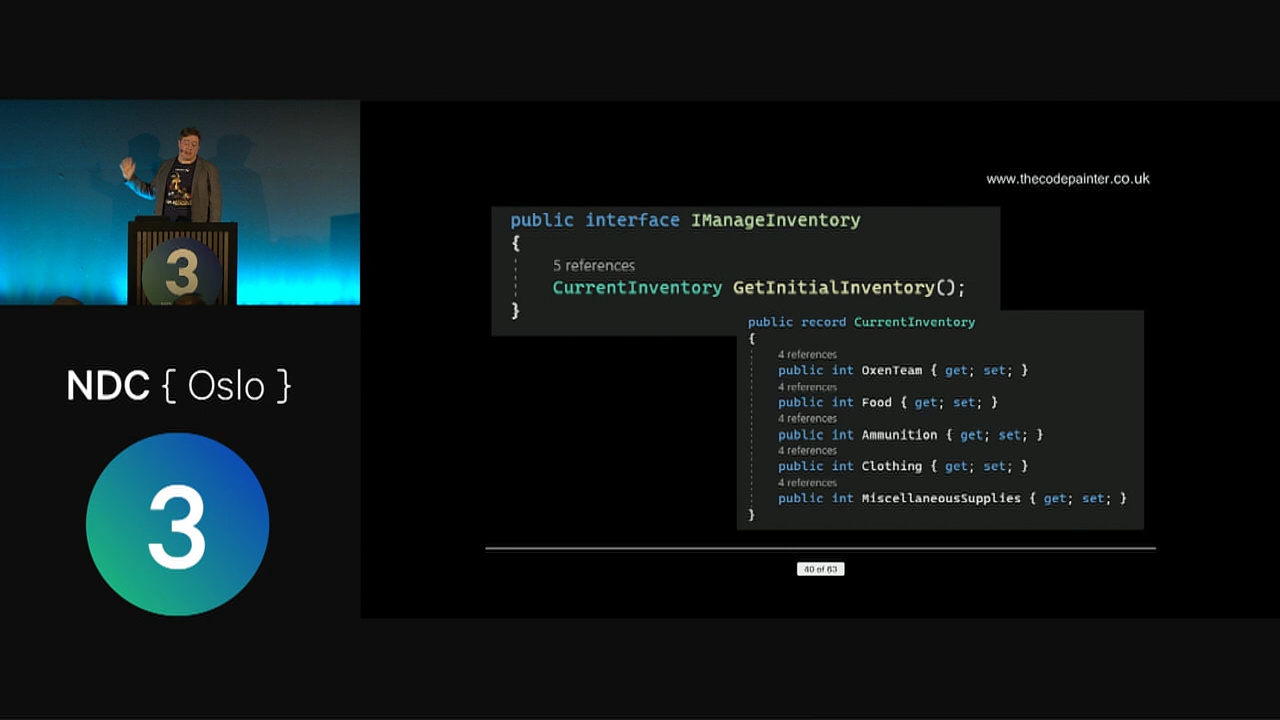 www.thecodepainter.co.uk
public interface IManageInventory
{
5 references
CurrentInventory GetInitialInventory();
}
public record CurrentInventory
{
4 references
public int OxenTeam { get; set; }
4 references
public int Food { get; set; }
4 references
public int Ammunition { get; set; }
4 references
public int Clothing { get; set; }
4 references
public int MiscellaneousSupplies { get; set; }
}
40 of 63
3
NDC { Oslo }
3